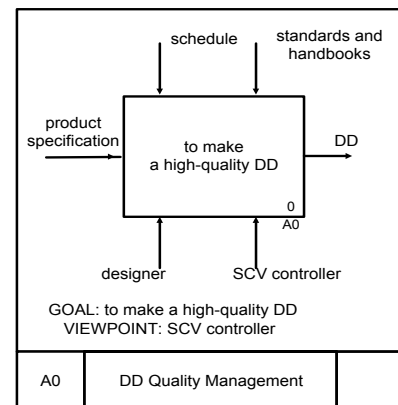 schedule
standards and
handbooks
product
specification
to make
a high-quality DD
DD
0
A0
designer
SCV controller
GOAL: to make a high-quality DD
VIEWPOINT: SCV controller
A0
DD Quality Management